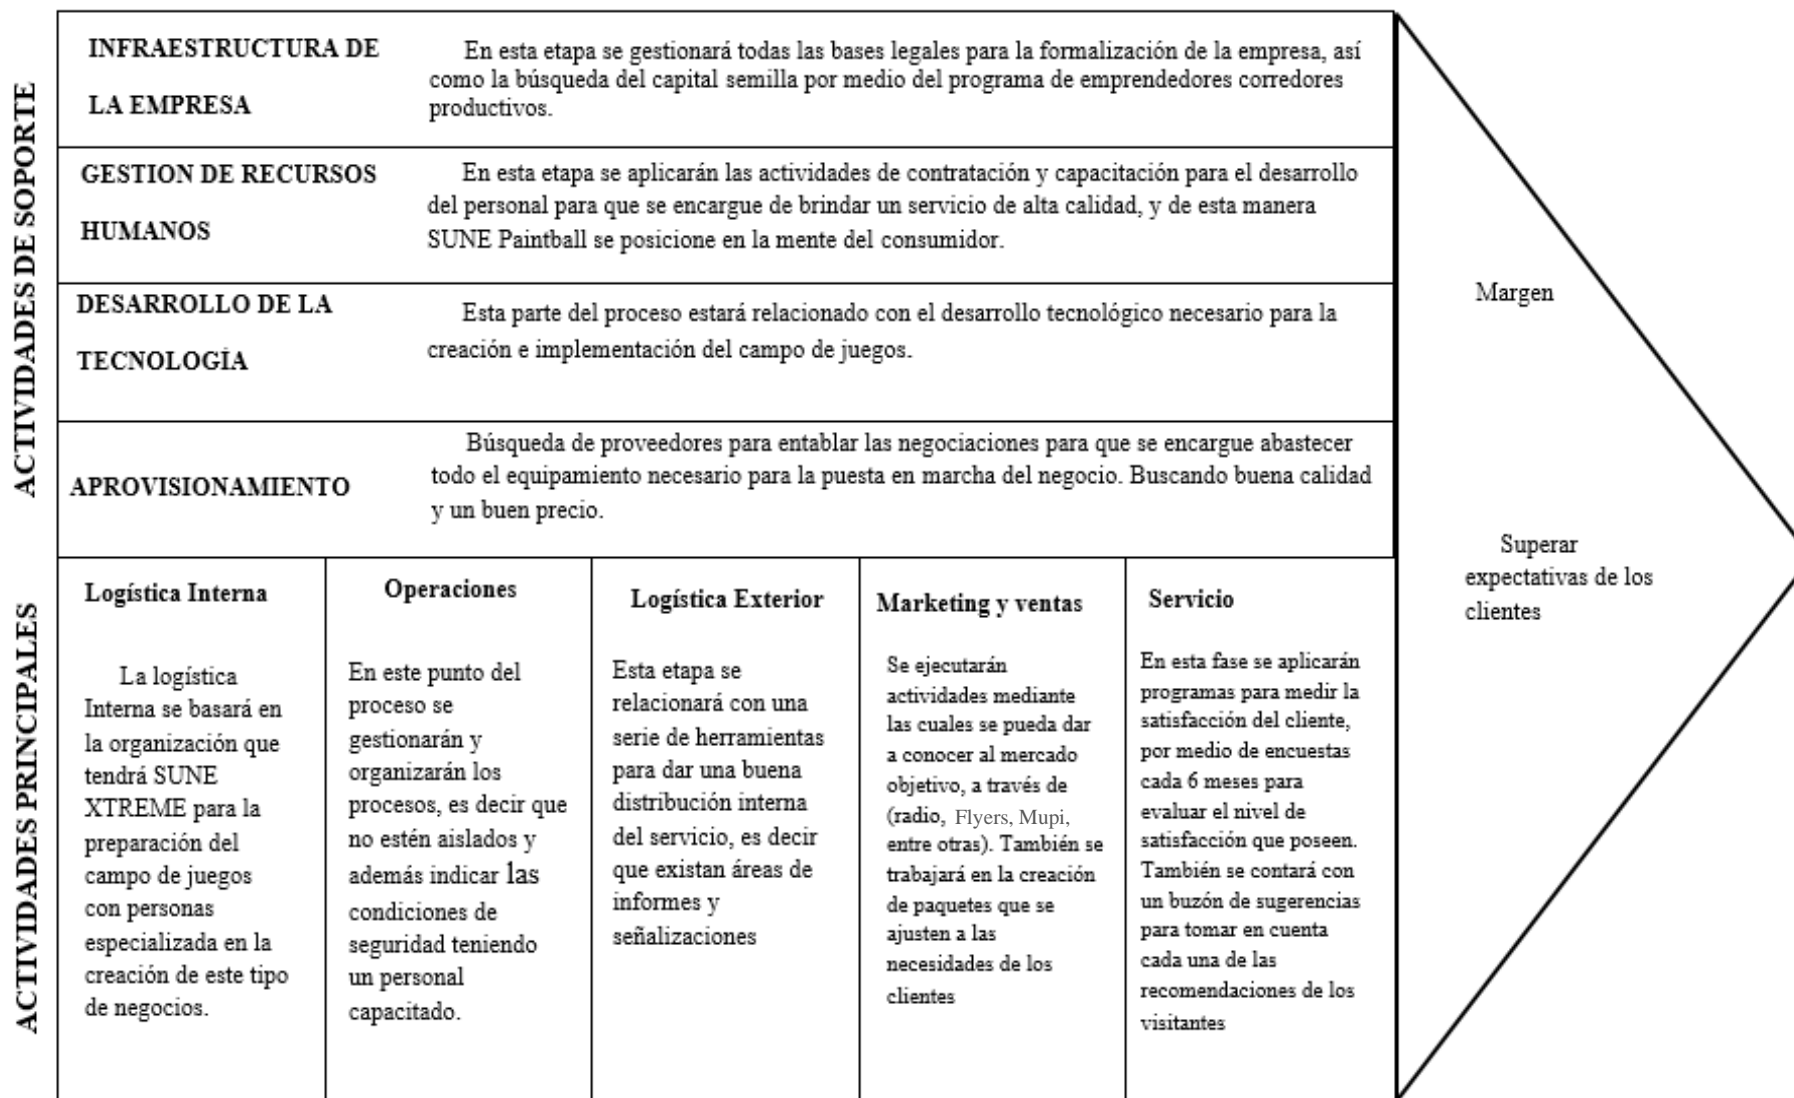 ACTIVIDADES DE SOPORTE
INFRAESTRUCTURA DE
LA EMPRESA
En esta etapa se gestionará todas las bases legales para la formalización de la empresa, así
como la búsqueda del capital semilla por medio del programa de emprendedores corredores
productivos.
GESTION DE RECURSOS
HUMANOS
En esta etapa se aplicarán las actividades de contratación y capacitación para el desarrollo
del personal para que se encargue de brindar un servicio de alta calidad, y de esta manera
SUNE Paintball se posicione en la mente del consumidor.
DESARROLLO DE LA
TECNOLOGÍA
Esta parte del proceso estará relacionado con el desarrollo tecnológico necesario para la
creación e implementación del campo de juegos.
APROVISIONAMIENTO
Búsqueda de proveedores para entablar las negociaciones para que se encargue abastecer
todo el equipamiento necesario para la puesta en marcha del negocio. Buscando buena calidad
y un buen precio.
ACTIVIDADES PRINCIPALES
Logística Interna
La logística
Interna se basará en
la organización que
tendrá SUNE
XTREME para la
preparación del
campo de juegos
con personas
especializada en la
creación de este tipo
de negocios.
Operaciones
En este punto del
proceso se
gestionarán y
organizarán los
procesos, es decir que
no estén aislados y
además indicar las
condiciones de
seguridad teniendo
un personal
capacitado.
Logística Exterior
Esta etapa se
relacionará con una
serie de herramientas
para dar una buena
distribución interna
del servicio, es decir
que existan áreas de
informes y
señalizaciones
Marketing y ventas
Se ejecutarán
actividades mediante
las cuales se pueda dar
a conocer al mercado
objetivo, a través de
(radio, Flyers, Mupi,
entre otras). También se
trabajará en la creación
de paquetes que se
ajusten a las
necesidades de los
clientes
Servicio
En esta fase se aplicarán
programas para medir la
satisfacción del cliente,
por medio de encuestas
cada 6 meses para
evaluar el nivel de
satisfacción que poseen.
También se contará con
un buzón de sugerencias
para tomar en cuenta
cada una de las
recomendaciones de los
visitantes
Margen
Superar
expectativas de los
clientes